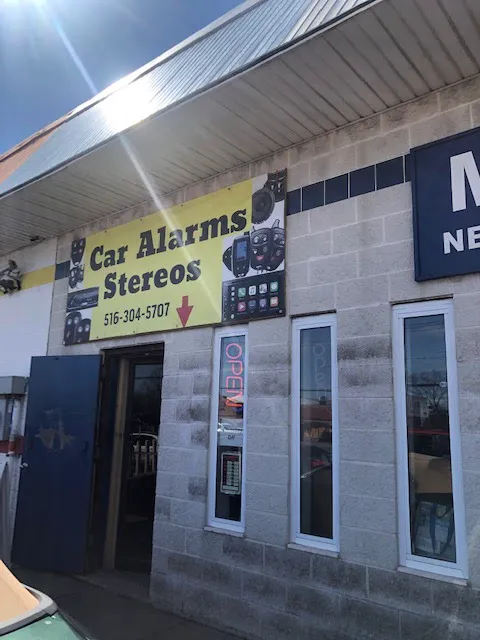 Car Alarms
Stereos
516-304-5707
M
NE
OPEN